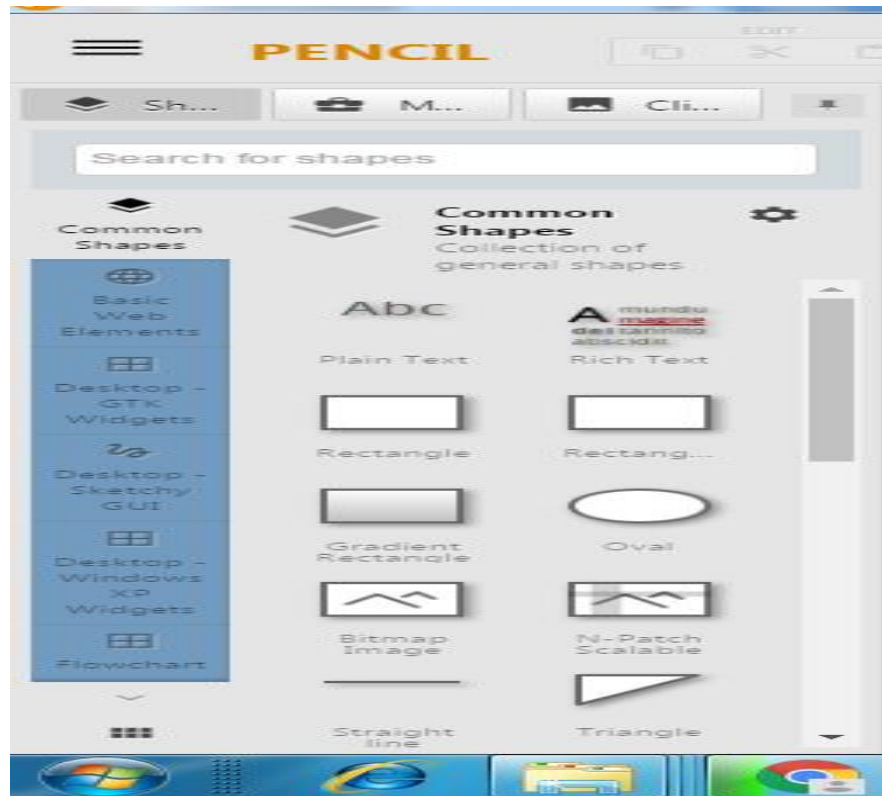 EDIT
PENCIL
Sh...
M...
Cli...
Search for shapes
Common
Shapes
Basic
Web
Elements
Desktop -
GTK
Widgets
Desktop -
Sketchy
GUI
Desktop -
Windows
XP
Widgets
Flowchart
Common
Shapes
Collection of
general shapes
Abc
A mundu
magine
Plain Text
Rich Text
Rectangle
Rectang...
Gradient
Rectangle
Oval
Bitmap
Image
N-Patch
Scalable
Straight
line
Triangle